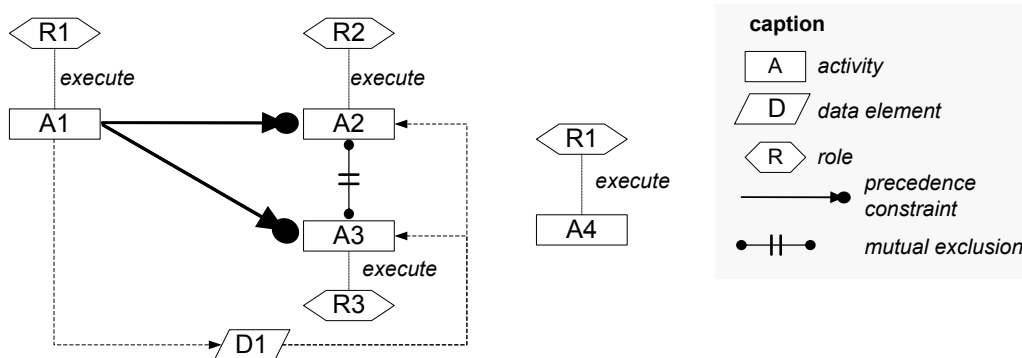 R1
R2
execute
execute
A1
A2
A3
execute
R3
D1
R1
execute
A4
caption
A
activity
D
data element
R
role
precedence
constraint
mutual exclusion